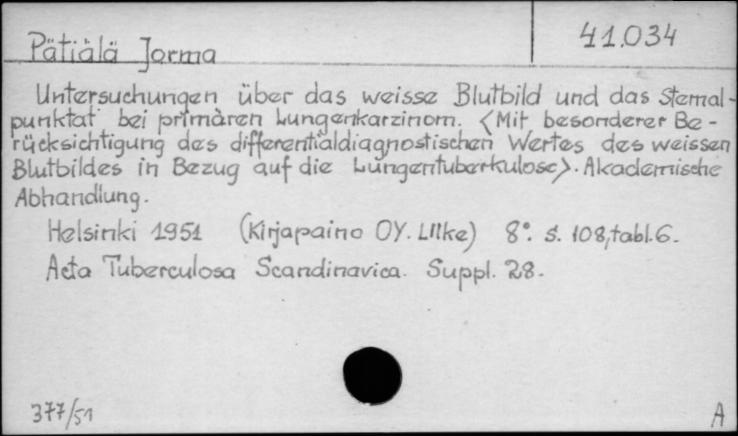 41.034
Pätiälä Jorma
Untersuchungen über das weisse Blutbild und das Sternal-
punktat bei primären Lungenkarzinom. <Mit besonderer Be-
rücksichtigung des differentialdiagnostischen Wertes des weissen
Blutbildes in Bezug auf die Lungentuberkulose>. Akademische
Abhandlung.
Helsinki 1951 (Kirjapaino OY. Lilke) 8°. s. 108, tabl. 6.
Acta Tuberculosa Scandinavica. Suppl. 28.
377/51
A